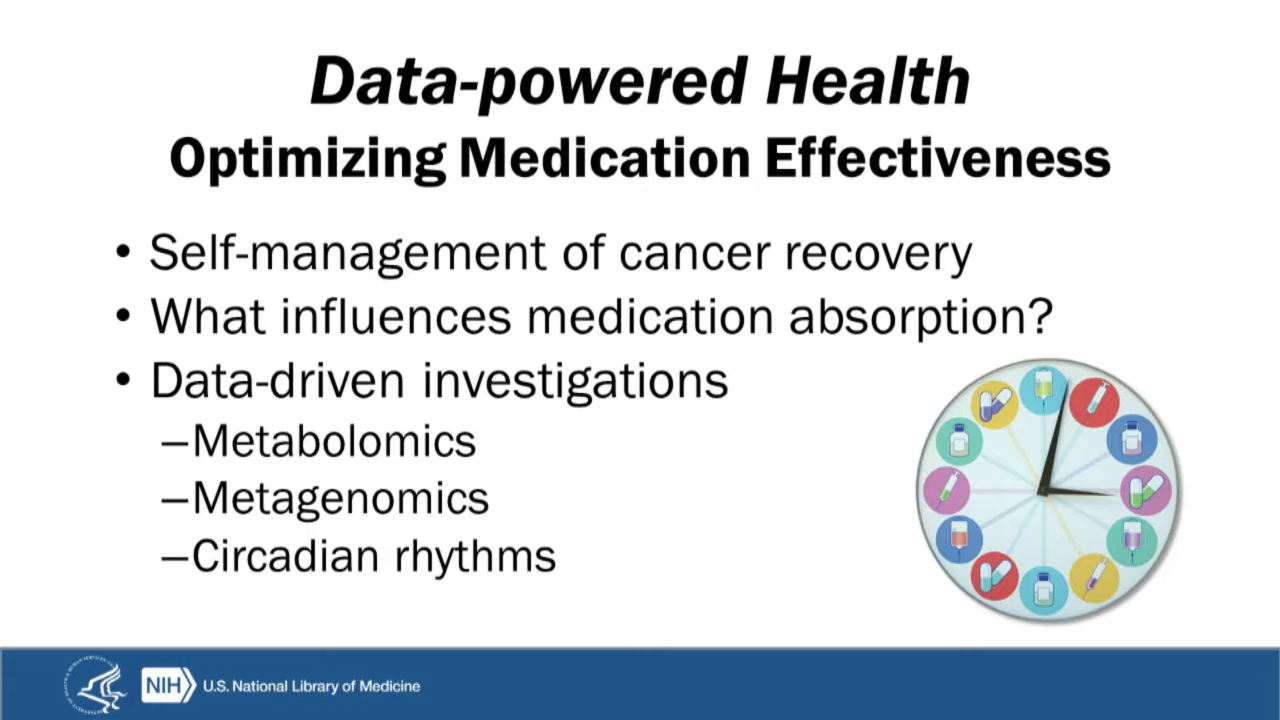 Data-powered Health
Optimizing Medication Effectiveness
• Self-management of cancer recovery
• What influences medication absorption?
• Data-driven investigations
–Metabolomics
–Metagenomics
–Circadian rhythms
NIH U.S. National Library of Medicine